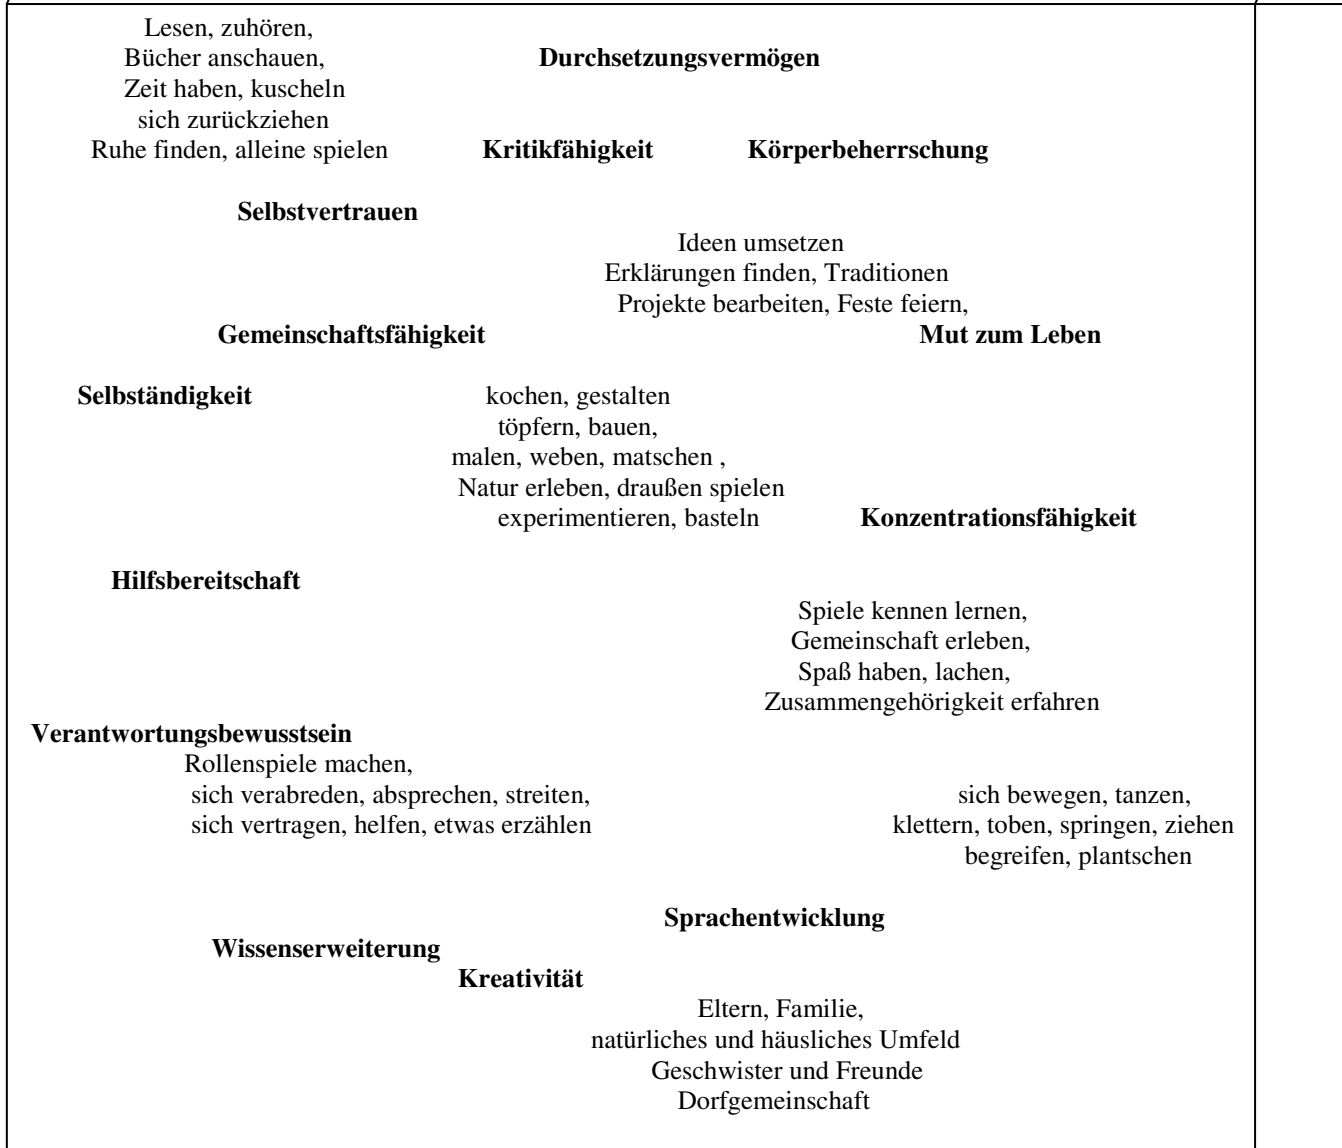 Lesen, zuhören,
Bücher anschauen, Durchsetzungsvermögen
Zeit haben, kuscheln
sich zurückziehen
Ruhe finden, alleine spielen Kritikfähigkeit Körperbeherrschung
Selbstvertrauen
Ideen umsetzen
Erklärungen finden, Traditionen
Projekte bearbeiten, Feste feiern,
Gemeinschaftsfähigkeit Mut zum Leben
Selbständigkeit kochen, gestalten
töpfern, bauen,
malen, weben, matschen ,
Natur erleben, draußen spielen
experimentieren, basteln Konzentrationsfähigkeit
Hilfsbereitschaft
Spiele kennen lernen,
Gemeinschaft erleben,
Spaß haben, lachen,
Zusammengehörigkeit erfahren
Verantwortungsbewusstsein
Rollenspiele machen,
sich verabreden, absprechen, streiten, sich bewegen, tanzen,
sich vertragen, helfen, etwas erzählen klettern, toben, springen, ziehen
begreifen, plantschen
Sprachentwicklung
Wissenserweiterung
Kreativität
Eltern, Familie,
natürliches und häusliches Umfeld
Geschwister und Freunde
Dorfgemeinschaft